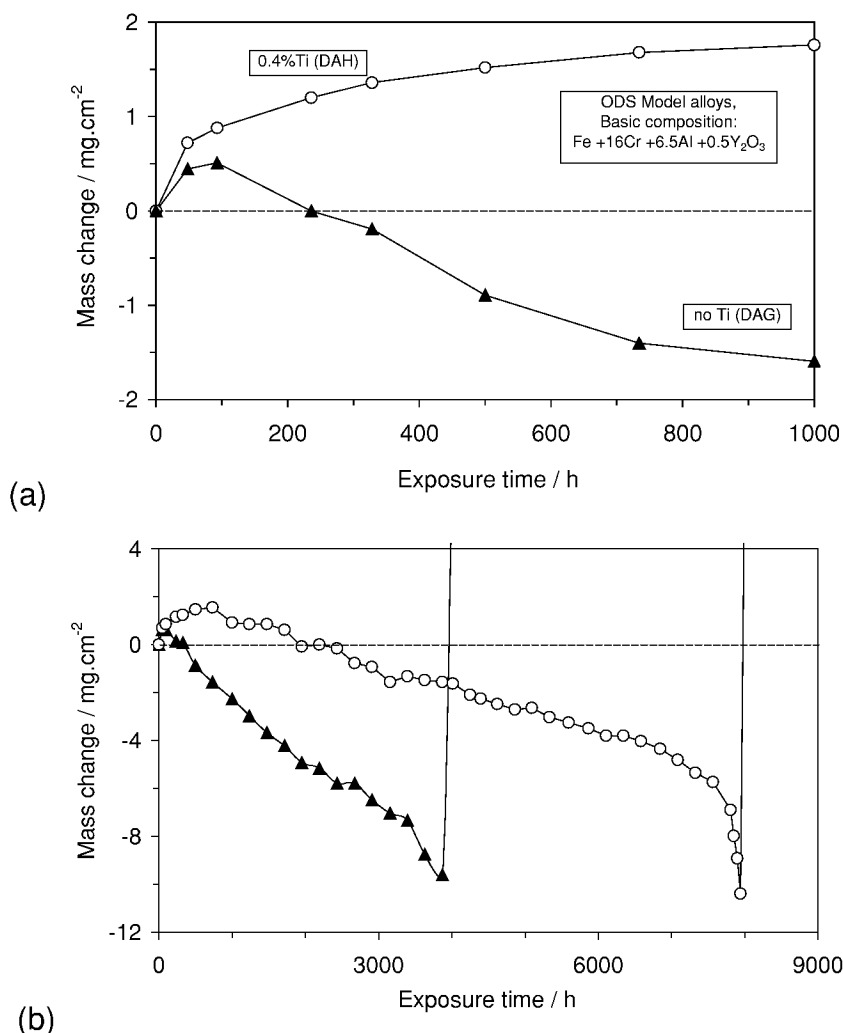 2
0.4%Ti (DAH)
ODS Model alloys,
Basic composition:
Fe +16Cr +6.5Al +0.5Y₂O₃
1
0
Mass change / mg.cm⁻²
-1
no Ti (DAG)
-2
0 200 400 600 800 1000
Exposure time / h
(a)
4
0
Mass change / mg.cm⁻²
-4
-8
-12
0 3000 6000 9000
Exposure time / h
(b)